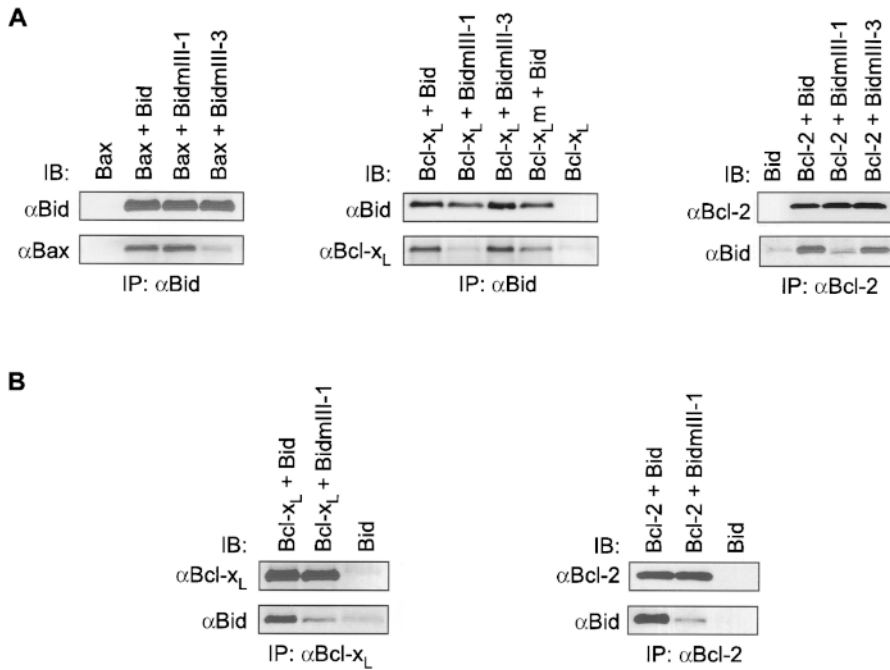 A
Bax
Bax + Bid
Bax + BidmIII-1
Bax + BidmIII-3
IB:
αBid
αBax
IP: αBid
Bcl-xL + Bid
Bcl-xL + BidmIII-1
Bcl-xL + BidmIII-3
Bcl-xLm + Bid
Bcl-xL
IB:
αBid
αBcl-xL
IP: αBid
Bid
Bcl-2 + Bid
Bcl-2 + BidmIII-1
Bcl-2 + BidmIII-3
IB:
αBcl-2
αBid
IP: αBcl-2
B
Bcl-xL + Bid
Bcl-xL + BidmIII-1
Bid
IB:
αBcl-xL
αBid
IP: αBcl-xL
Bcl-2 + Bid
Bcl-2 + BidmIII-1
Bid
IB:
αBcl-2
αBid
IP: αBcl-2